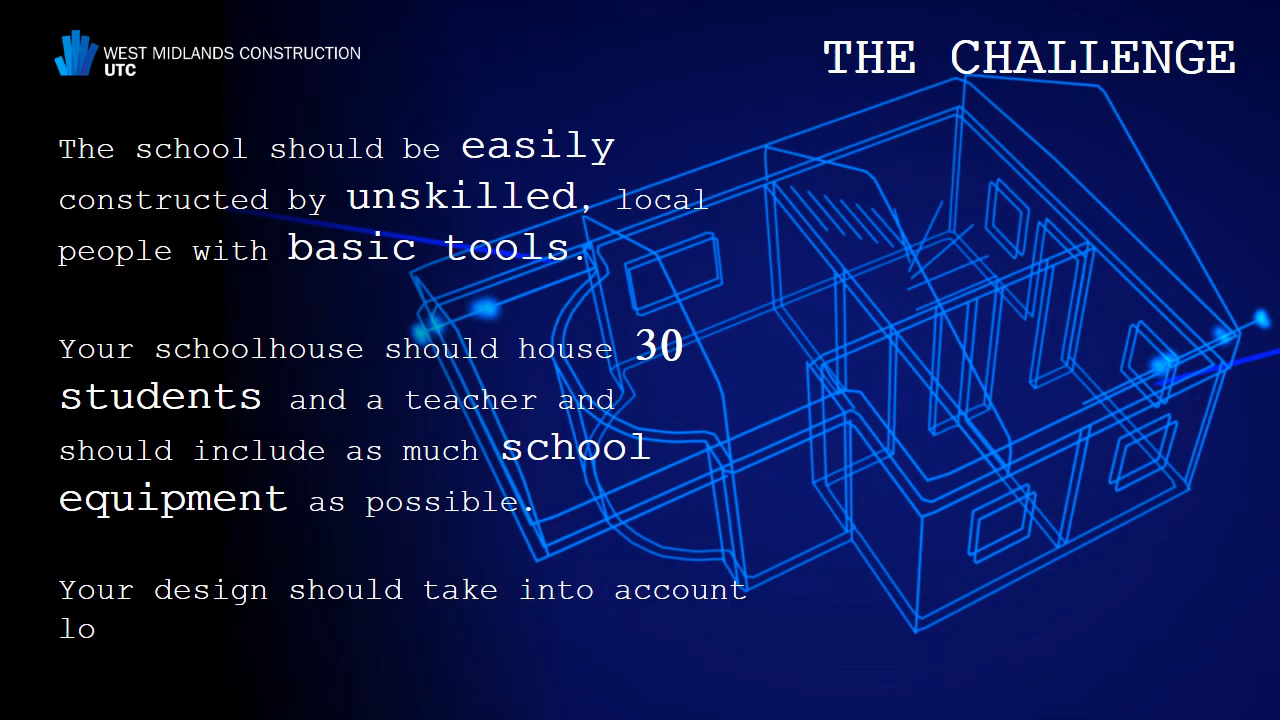 WEST MIDLANDS CONSTRUCTION
UTC
THE CHALLENGE
The school should be easily
constructed by unskilled, local
people with basic tools.
Your schoolhouse should house 30
students and a teacher and
should include as much school
equipment as possible.
Your design should take into account
lo